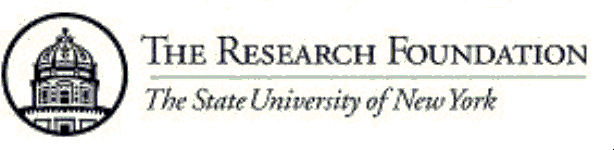 THE RESEARCH FOUNDATION
The State University of New York